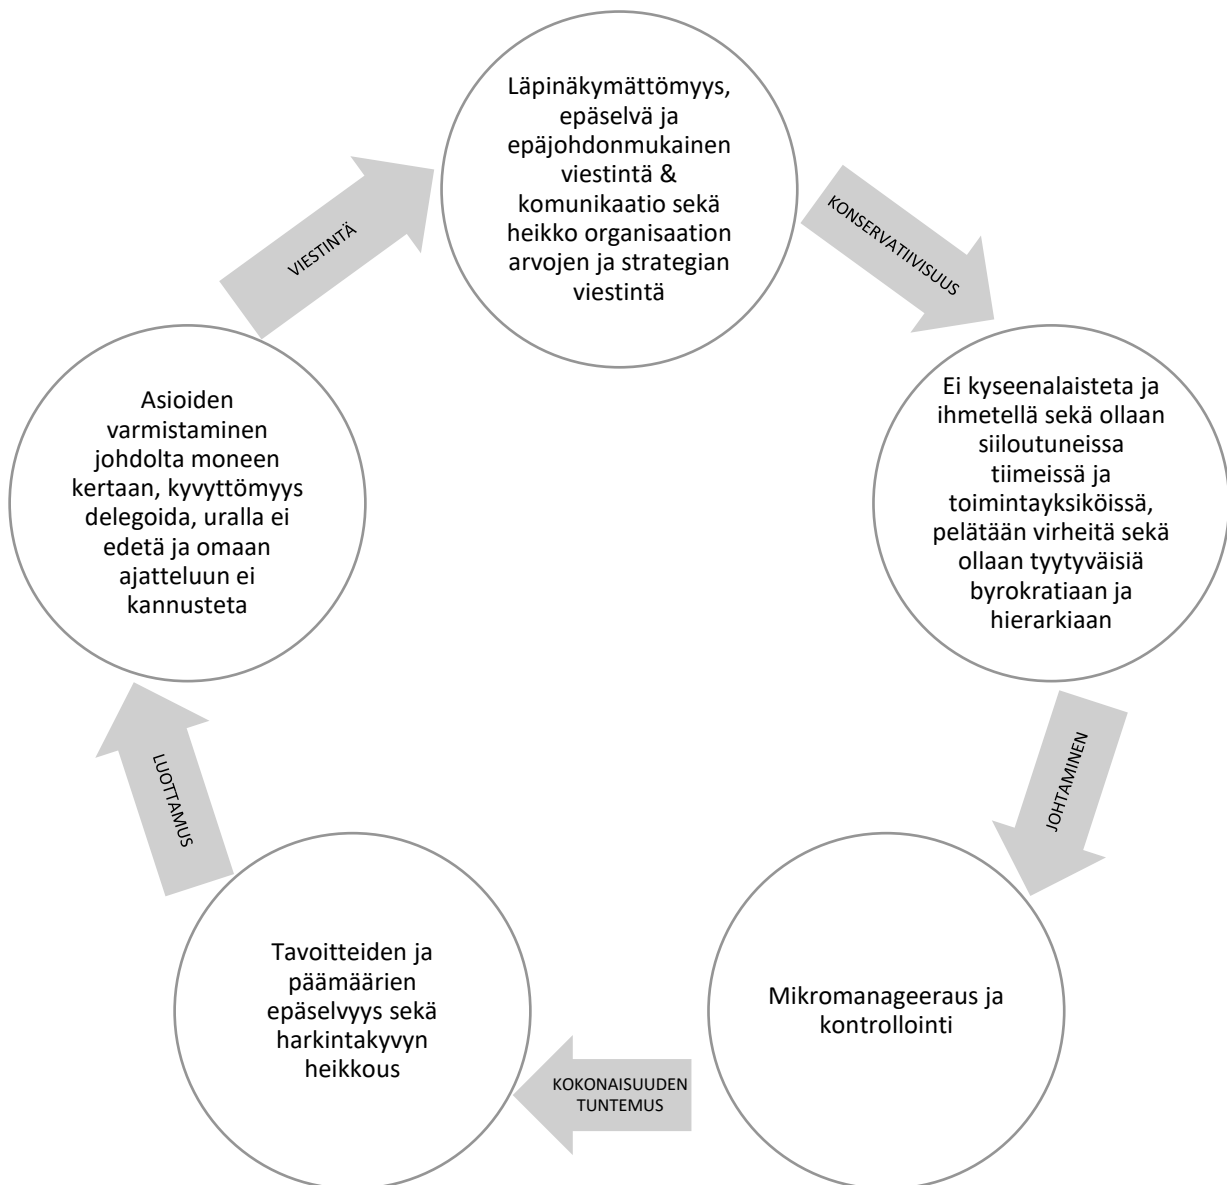 Läpinäkymättömyys,
epäselvä ja
epäjohdonmukainen
viestintä &
komunikaatio sekä
heikko organisaation
arvojen ja strategian
viestintä
KONSERVATIIVISUUS
Ei kyseenalaisteta ja
ihmetellä sekä ollaan
siiloutuneissa
tiimeissä ja
toimintayksiköissä,
pelätään virheitä sekä
ollaan tyytyväisiä
byrokratiaan ja
hierarkiaan
JOHTAMINEN
Mikromanageeraus ja
kontrollointi
KOKONAISUUDEN
TUNTEMUS
Tavoitteiden ja
päämäärien
epäselvyys sekä
harkintakyvyn
heikkous
LUOTTAMUS
Asioiden
varmistaminen
johdolta moneen
kertaan, kyvyttömyys
delegoida, uralla ei
edetä ja omaan
ajatteluun ei
kannusteta
VIESTINTÄ